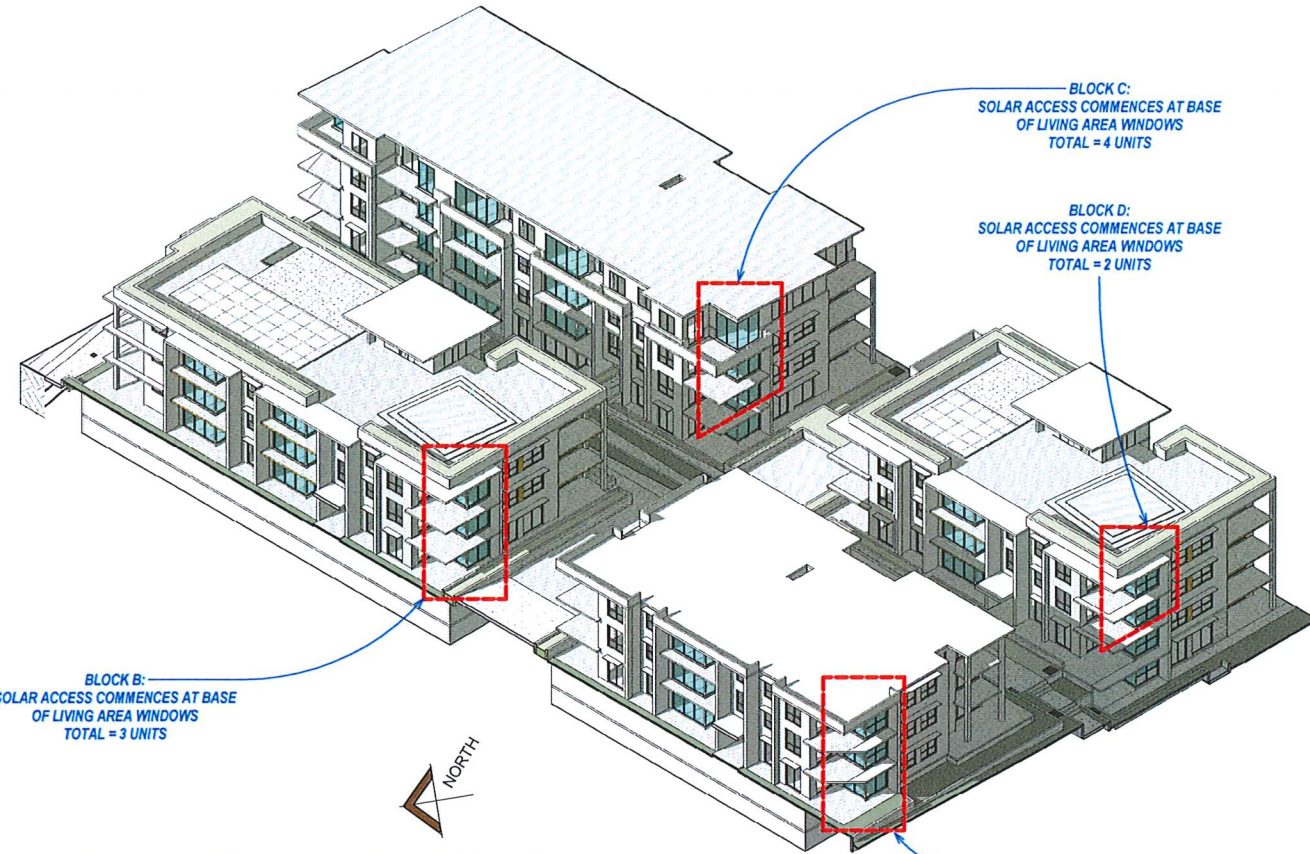 BLOCK C:
SOLAR ACCESS COMMENCES AT BASE
OF LIVING AREA WINDOWS
TOTAL = 4 UNITS
BLOCK D:
SOLAR ACCESS COMMENCES AT BASE
OF LIVING AREA WINDOWS
TOTAL = 2 UNITS
BLOCK B:
SOLAR ACCESS COMMENCES AT BASE
OF LIVING AREA WINDOWS
TOTAL = 3 UNITS
NORTH